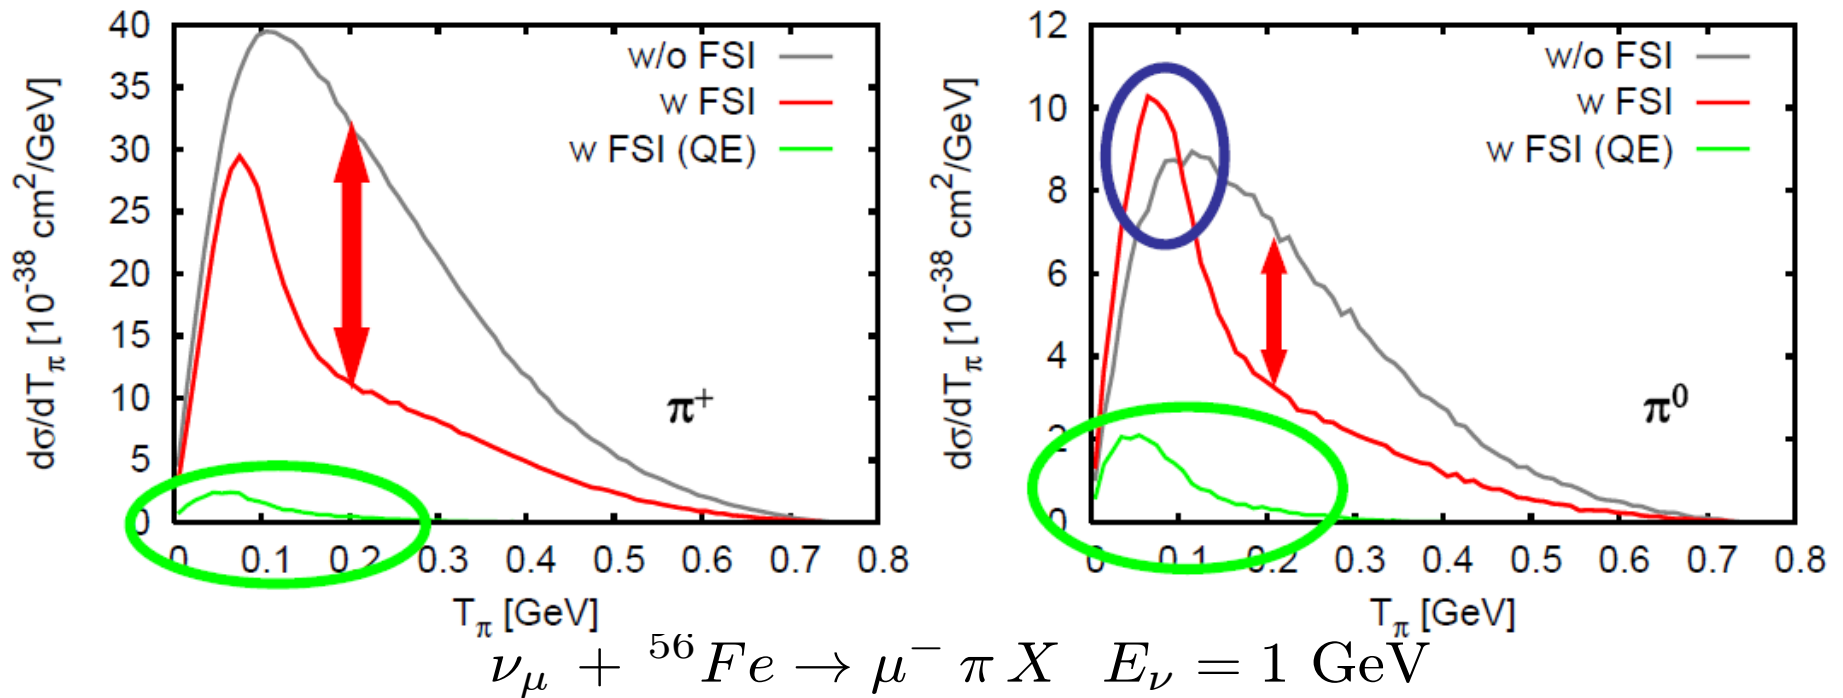 40
35
30
25
20
15
10
5
0
dσ/dT_π [10^-38 cm^2/GeV]
w/o FSI
w FSI
w FSI (QE)
π^+
0 0.1 0.2 0.3 0.4 0.5 0.6 0.7 0.8
T_π [GeV]
12
10
8
6
4
2
0
dσ/dT_π [10^-38 cm^2/GeV]
w/o FSI
w FSI
w FSI (QE)
π^0
0 0.1 0.2 0.3 0.4 0.5 0.6 0.7 0.8
T_π [GeV]
ν_μ + ^56Fe → μ^- π X E_ν = 1 GeV